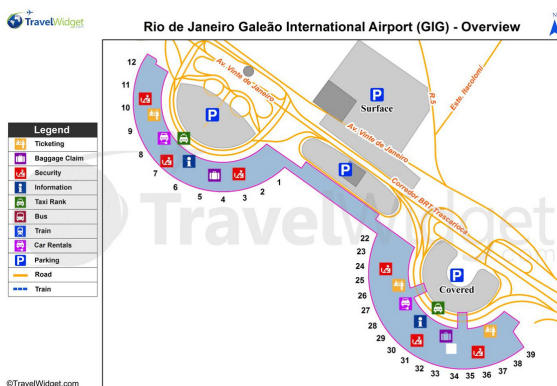 TravelWidget
Rio de Janeiro Galeão International Airport (GIG) - Overview
N
Legend
Ticketing
Baggage Claim
Security
Information
Taxi Rank
Bus
Train
Car Rentals
P Parking
Road
Train
Av. Vinte de Janeiro
P
P
Surface
R.5
Este. Itacolomi
Av. Vinte de Janeiro
P
Corredor BRT Trascarioca
12
11
10
9
8
7
6
5
4
3
2
1
TravelWidget
.com
22
23
24
25
26
27
28
29
30
31
32
33
34
35
36
37
38
39
P
Covered
©TravelWidget.com